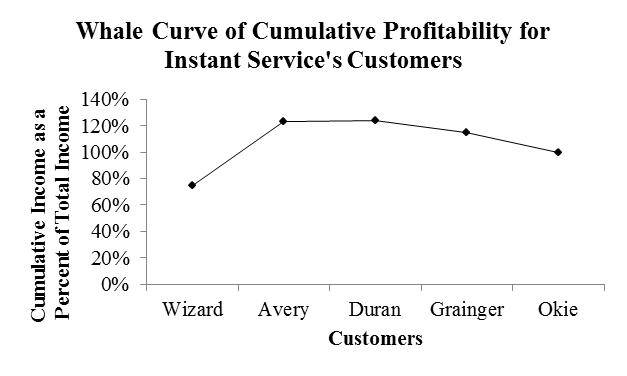 Whale Curve of Cumulative Profitability for
Instant Service's Customers
Cumulative Income as a
Percent of Total Income
140%
120%
100%
80%
60%
40%
20%
0%
Wizard Avery Duran Grainger Okie
Customers